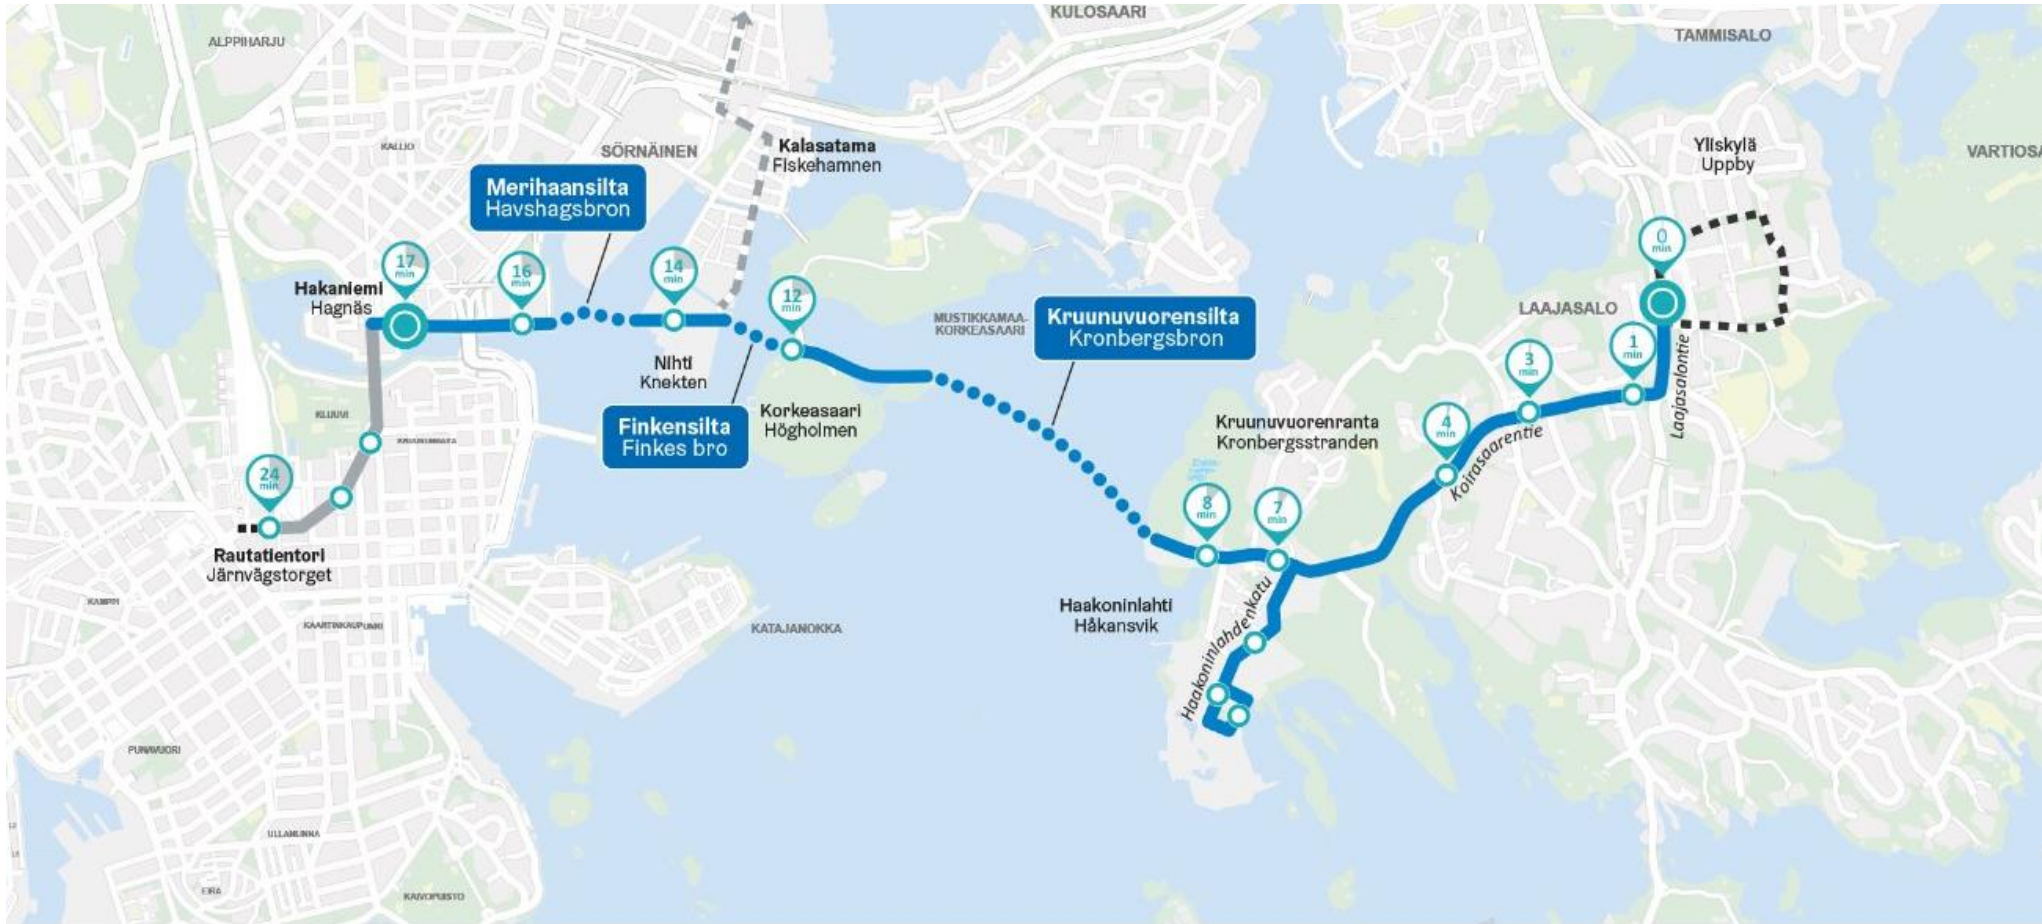 KULOSAARI
TAMMISALO
ALPPIHARJU
KALLIO
SÖRNÄINEN
Kalasatama
Fiskehamnen
Yliskylä
Uppby
Merihaansilta
Havshagsbron
0
min
17
min
16
min
14
min
12
min
Hakaniemi
Hagnäs
MUSTIKKAMAA-
KORKEASAARI
Kruunuvuorensilta
Kronbergsbron
LAAJASALO
1
min
3
min
Laajasalontie
Nihti
Knekten
Finkensilta
Finkes bro
Korkeasaari
Högholmen
Kruunuvuorenranta
Kronbergsstranden
4
min
Koirasaarentie
KLUUVI
24
min
8
min
7
min
Rautatientori
Järnvägstorget
KAMPPI
KAARTINKAUPUNKI
KATAJANOKKA
Haakoninlahti
Håkansvik
Haakoninlahdenkatu
PUNAVUORI
ULLANLINNA
EIRA
KAIVOPUISTO